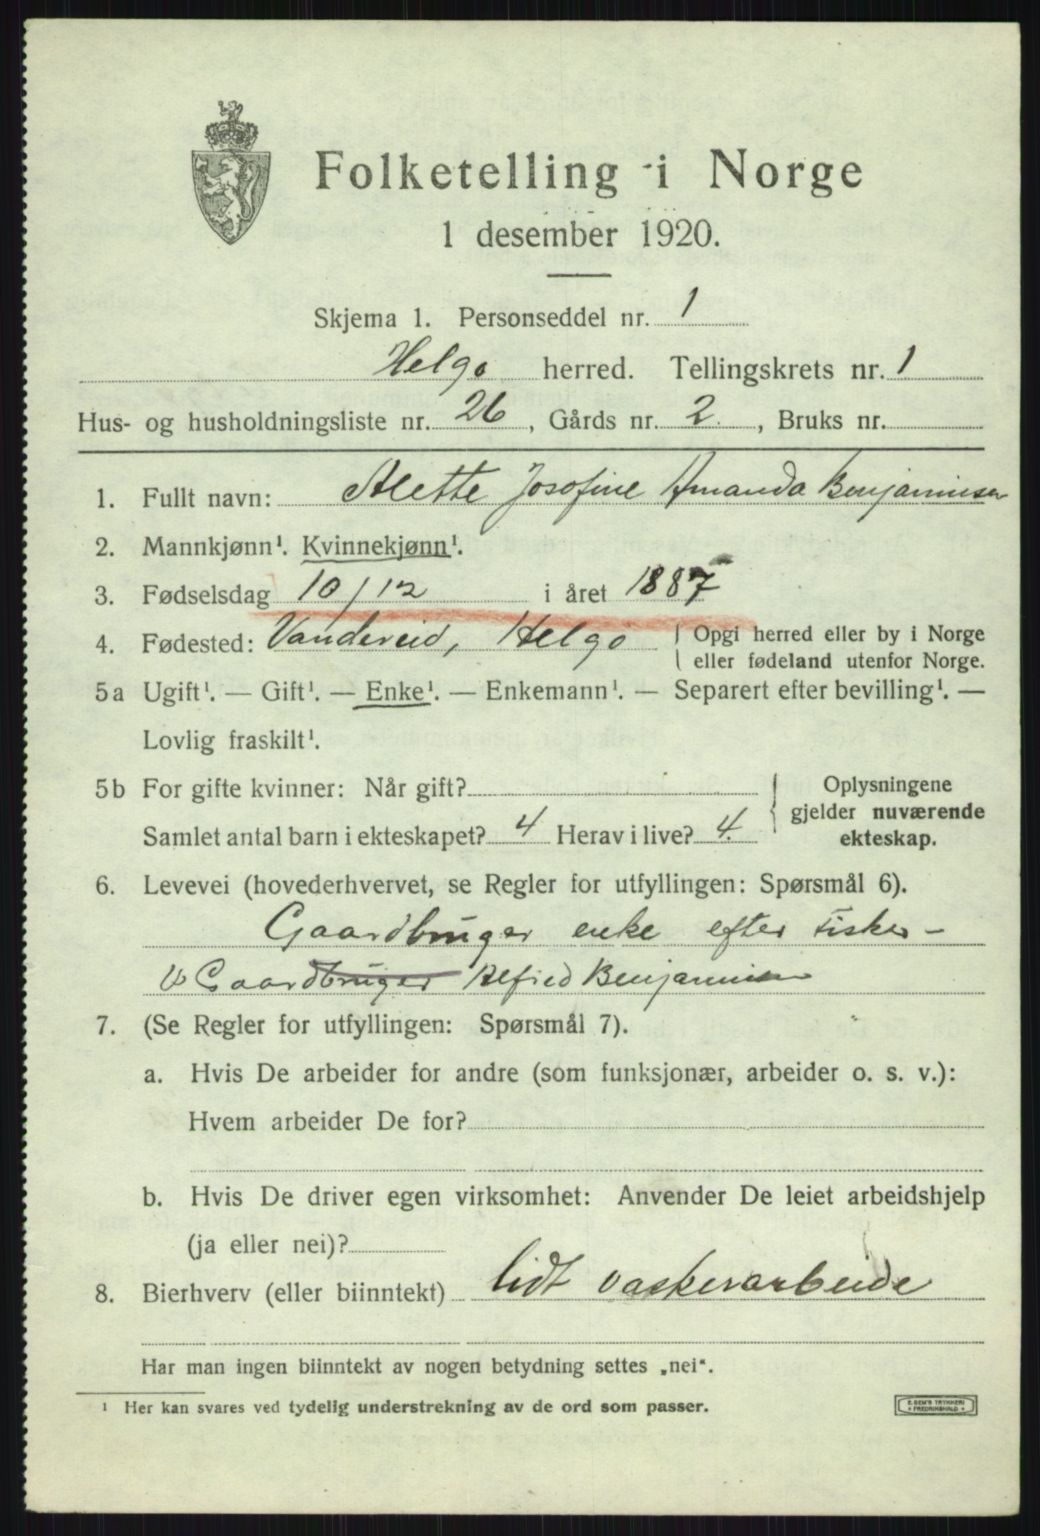 Folketelling i Norge
1 desember 1920.
Skjema 1. Personseddel nr. 1
Helgø herred. Tellingskrets nr. 1
Hus- og husholdningsliste nr. 26, Gårds nr. 2, Bruks nr.
1. Fullt navn: Alette Josofine Amanda Benjaminsen
2. Mannkjønn¹. Kvinnekjønn¹.
3. Fødselsdag 10/12 i året 1887
4. Fødested: Vandereid, Helgø { Opgi herred eller by i Norge
eller fødeland utenfor Norge.
5a Ugift¹. — Gift¹. — Enke¹. — Enkemann¹. — Separert efter bevilling¹. —
Lovlig fraskilt¹.
5b For gifte kvinner: Når gift? { Oplysningene
gjelder nuværende
ekteskap.
Samlet antal barn i ekteskapet? 4 Herav i live? 4.
6. Levevei (hovederhvervet, se Regler for utfyllingen: Spørsmål 6).
Gaardbruger enke efter Fisker-
& Gaardbruger Alfred Benjaminsen
7. (Se Regler for utfyllingen: Spørsmål 7).
a. Hvis De arbeider for andre (som funksjonær, arbeider o. s. v.):
Hvem arbeider De for?
b. Hvis De driver egen virksomhet: Anvender De leiet arbeidshjelp
(ja eller nei)?
8. Bierhverv (eller biinntekt) lidt vaskerarbeide
Har man ingen biinntekt av nogen betydning settes „nei".
¹ Her kan svares ved tydelig understrekning av de ord som passer.
E. SEM'S TRYKKERI
FREDRIKSHALD